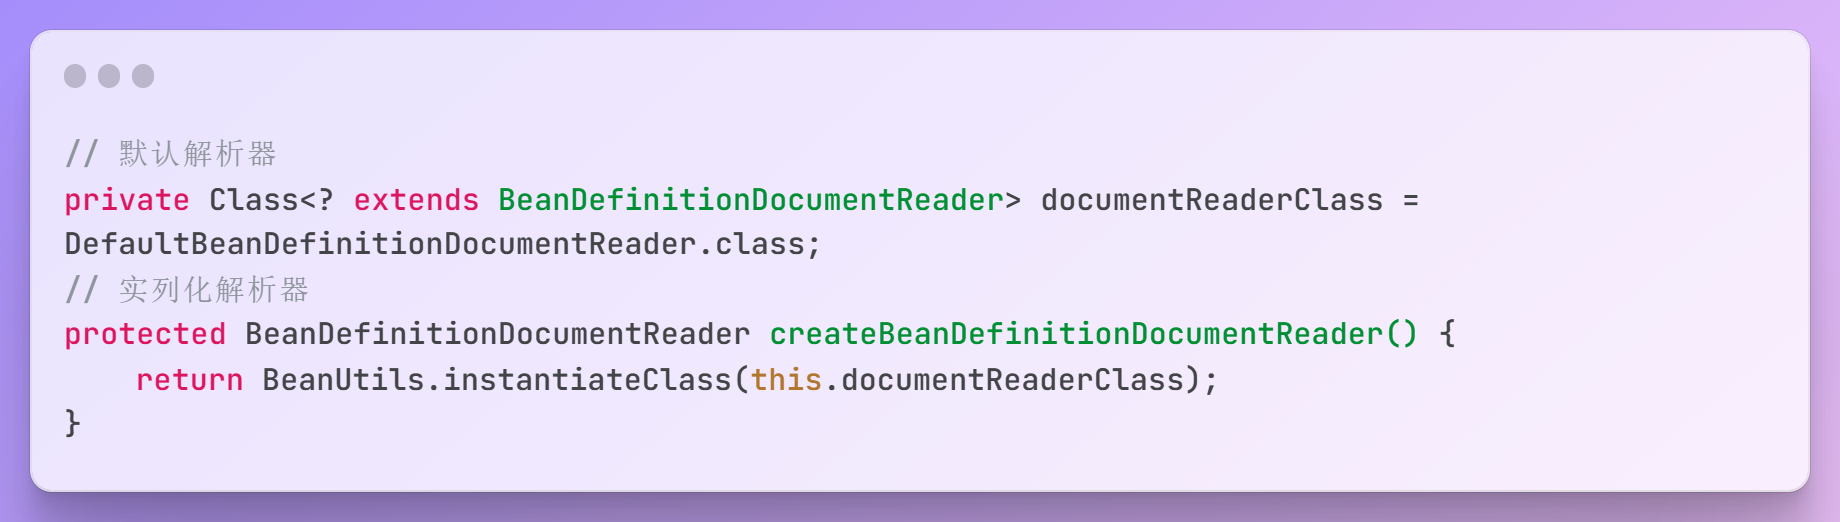 // 默认解析器
private Class<? extends BeanDefinitionDocumentReader> documentReaderClass =
DefaultBeanDefinitionDocumentReader.class;
// 实列化解析器
protected BeanDefinitionDocumentReader createBeanDefinitionDocumentReader() {
    return BeanUtils.instantiateClass(this.documentReaderClass);
}